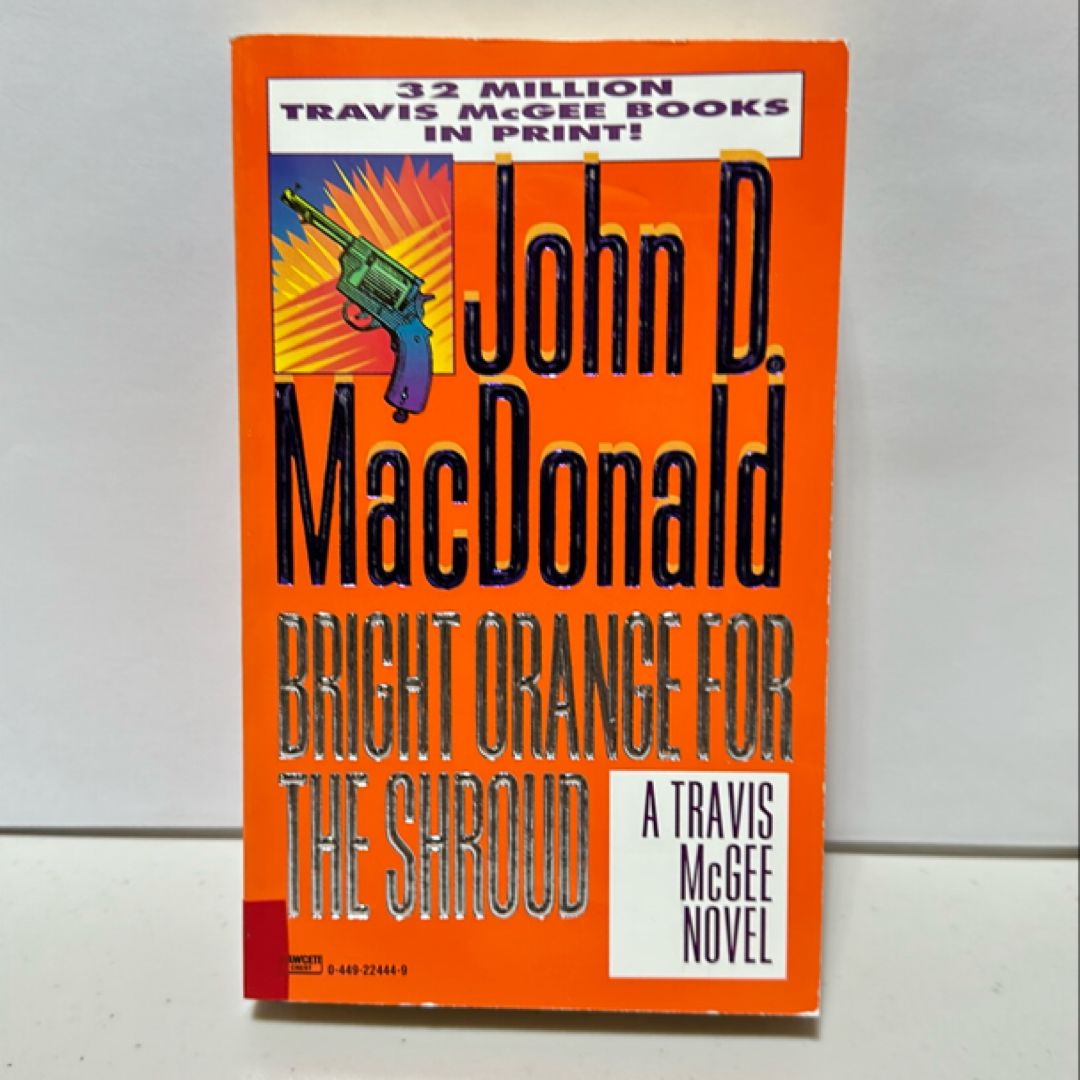 32 MILLION
TRAVIS McGEE BOOKS
IN PRINT!
John D.
MacDonald
BRIGHT ORANGE FOR
THE SHROUD
A TRAVIS
McGEE
NOVEL
CREST
0-449-22444-9